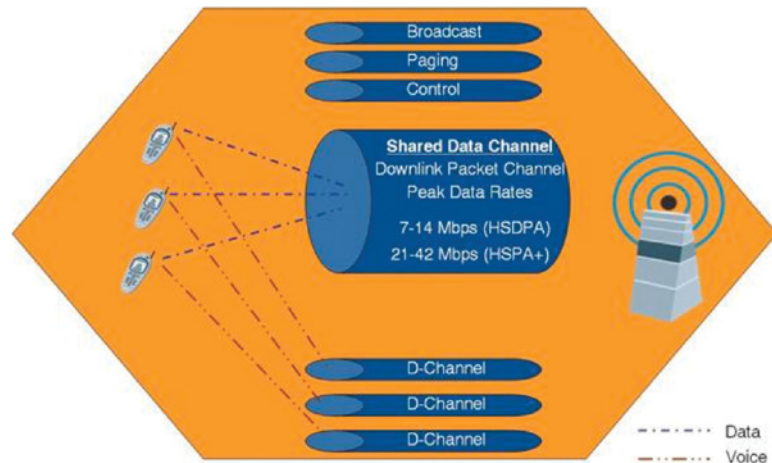 Broadcast
Paging
Control
Shared Data Channel
Downlink Packet Channel
Peak Data Rates
7-14 Mbps (HSDPA)
21-42 Mbps (HSPA+)
D-Channel
D-Channel
D-Channel
Data
Voice